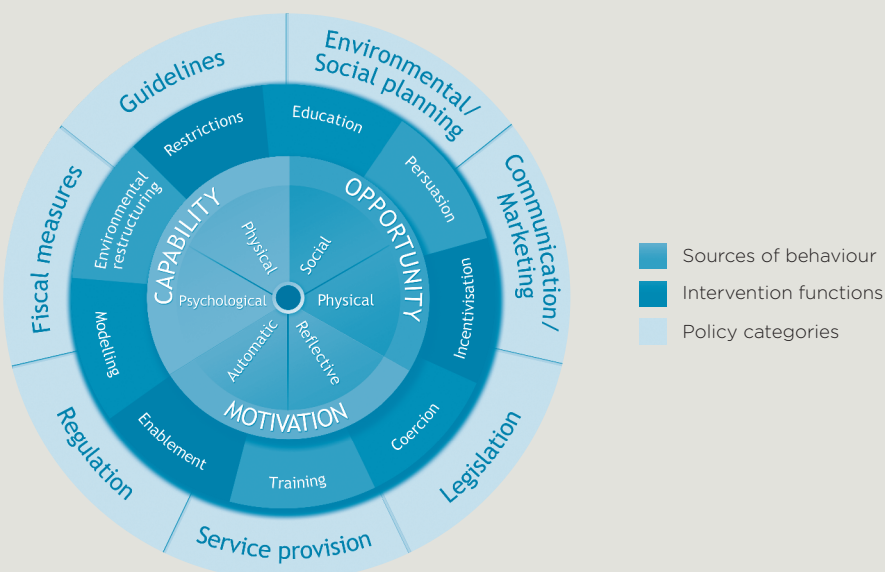 Environmental/
Social planning
Communication/
Marketing
Legislation
Service provision
Regulation
Fiscal measures
Guidelines
Education
Persuasion
Incentivisation
Coercion
Training
Enablement
Modelling
Environmental
restructuring
Restrictions
CAPABILITY
OPPORTUNITY
MOTIVATION
Physical
Social
Psychological
Physical
Automatic
Reflective
Sources of behaviour
Intervention functions
Policy categories